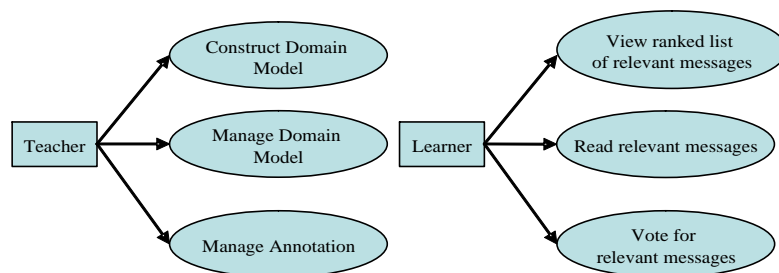 Construct Domain
Model
Teacher
Manage Domain
Model
Manage Annotation
View ranked list
of relevant messages
Learner
Read relevant messages
Vote for
relevant messages